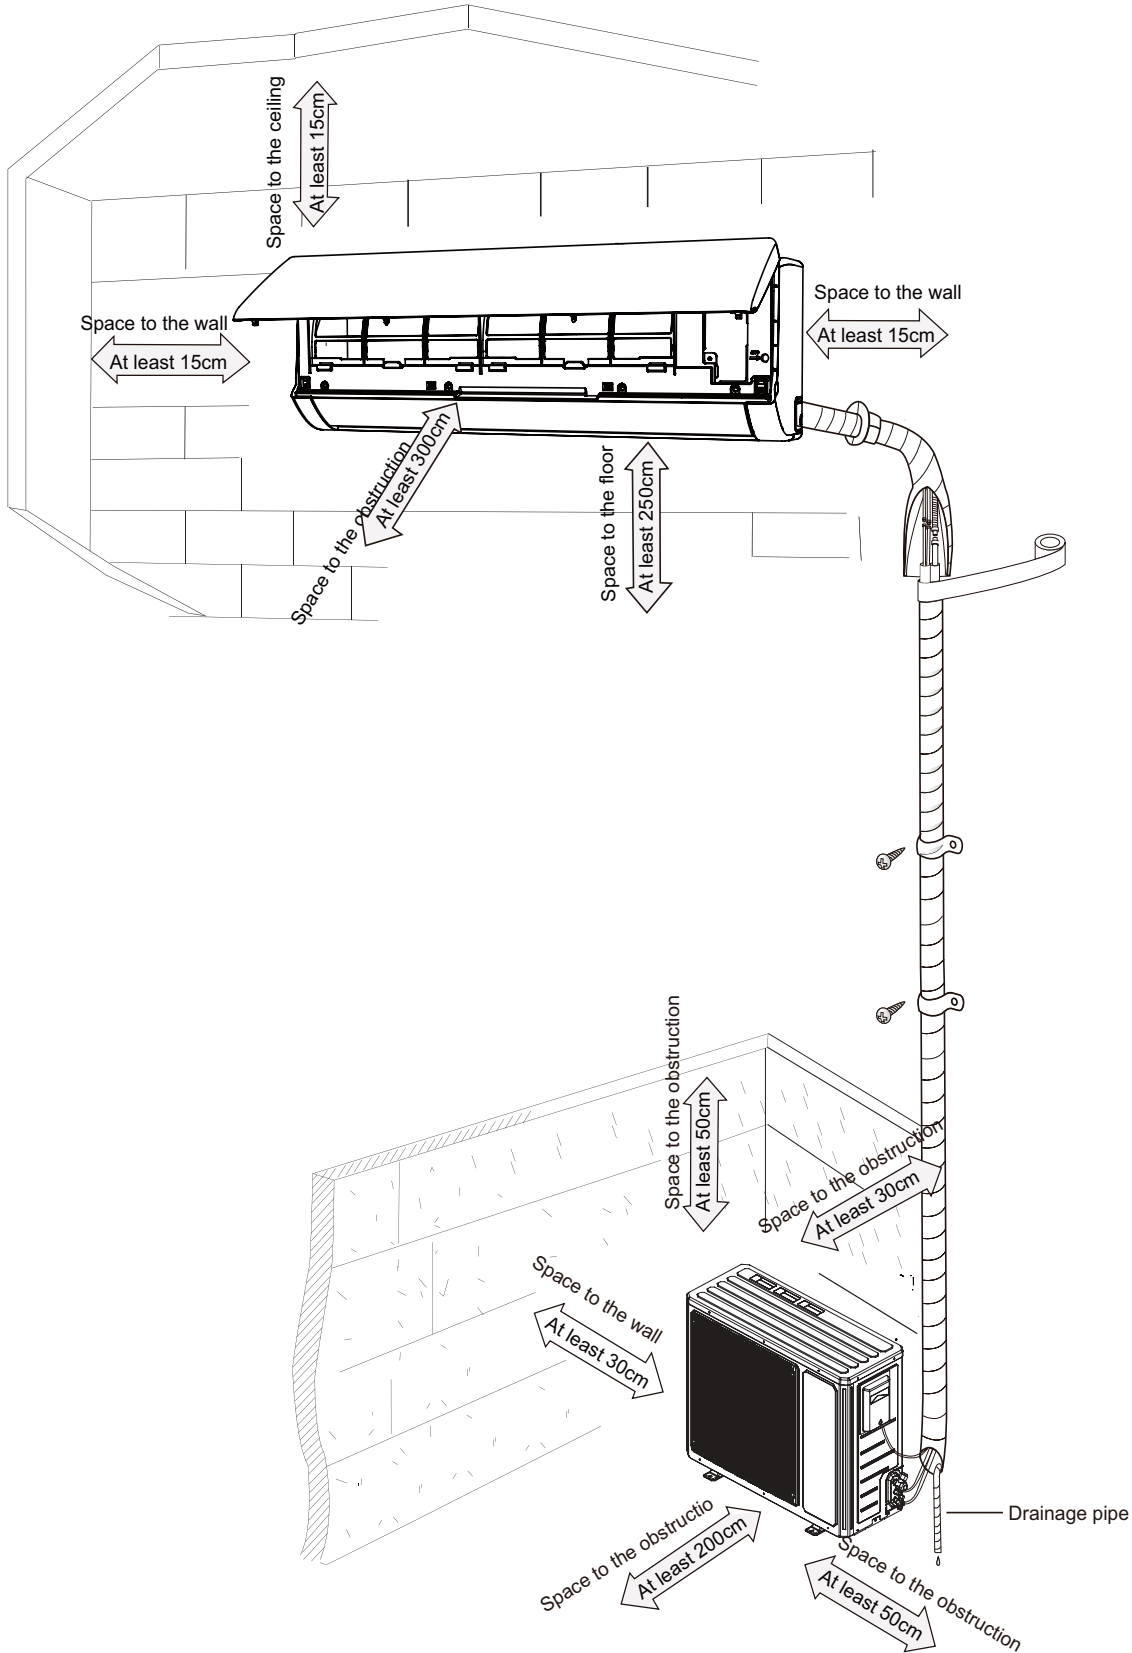 Space to the ceiling
At least 15cm
Space to the wall
At least 15cm
Space to the wall
At least 15cm
Space to the obstruction
At least 300cm
Space to the floor
At least 250cm
Space to the obstruction
At least 50cm
Space to the obstruction
At least 30cm
Space to the wall
At least 30cm
Space to the obstructio
At least 200cm
Drainage pipe
Space to the obstruction
At least 50cm